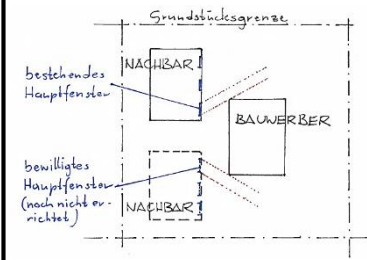 Grundstücksgrenze
NACHBAR
bestehendes
Hauptfenster
BAUWERBER
bewilligtes
Hauptfenster
(noch nicht er-
richtet)
NACHBAR